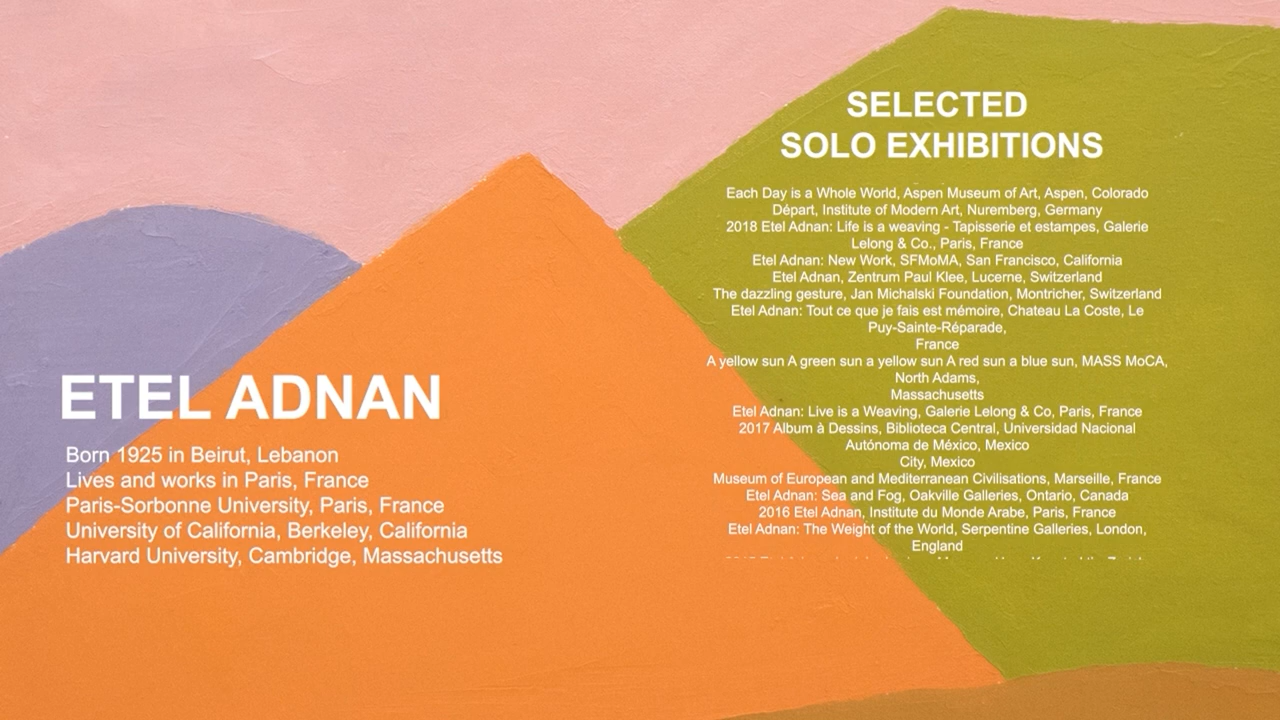 ETEL ADNAN
Born 1925 in Beirut, Lebanon
Lives and works in Paris, France
Paris-Sorbonne University, Paris, France
University of California, Berkeley, California
Harvard University, Cambridge, Massachusetts
SELECTED
SOLO EXHIBITIONS
Each Day is a Whole World, Aspen Museum of Art, Aspen, Colorado
Départ, Institute of Modern Art, Nuremberg, Germany
2018 Etel Adnan: Life is a weaving - Tapisserie et estampes, Galerie
Lelong & Co., Paris, France
Etel Adnan: New Work, SFMoMA, San Francisco, California
Etel Adnan, Zentrum Paul Klee, Lucerne, Switzerland
The dazzling gesture, Jan Michalski Foundation, Montricher, Switzerland
Etel Adnan: Tout ce que je fais est mémoire, Chateau La Coste, Le
Puy-Sainte-Réparade,
France
A yellow sun A green sun a yellow sun A red sun a blue sun, MASS MoCA,
North Adams,
Massachusetts
Etel Adnan: Live is a Weaving, Galerie Lelong & Co, Paris, France
2017 Album à Dessins, Biblioteca Central, Universidad Nacional
Autónoma de México, Mexico
City, Mexico
Museum of European and Mediterranean Civilisations, Marseille, France
Etel Adnan: Sea and Fog, Oakville Galleries, Ontario, Canada
2016 Etel Adnan, Institute du Monde Arabe, Paris, France
Etel Adnan: The Weight of the World, Serpentine Galleries, London,
England